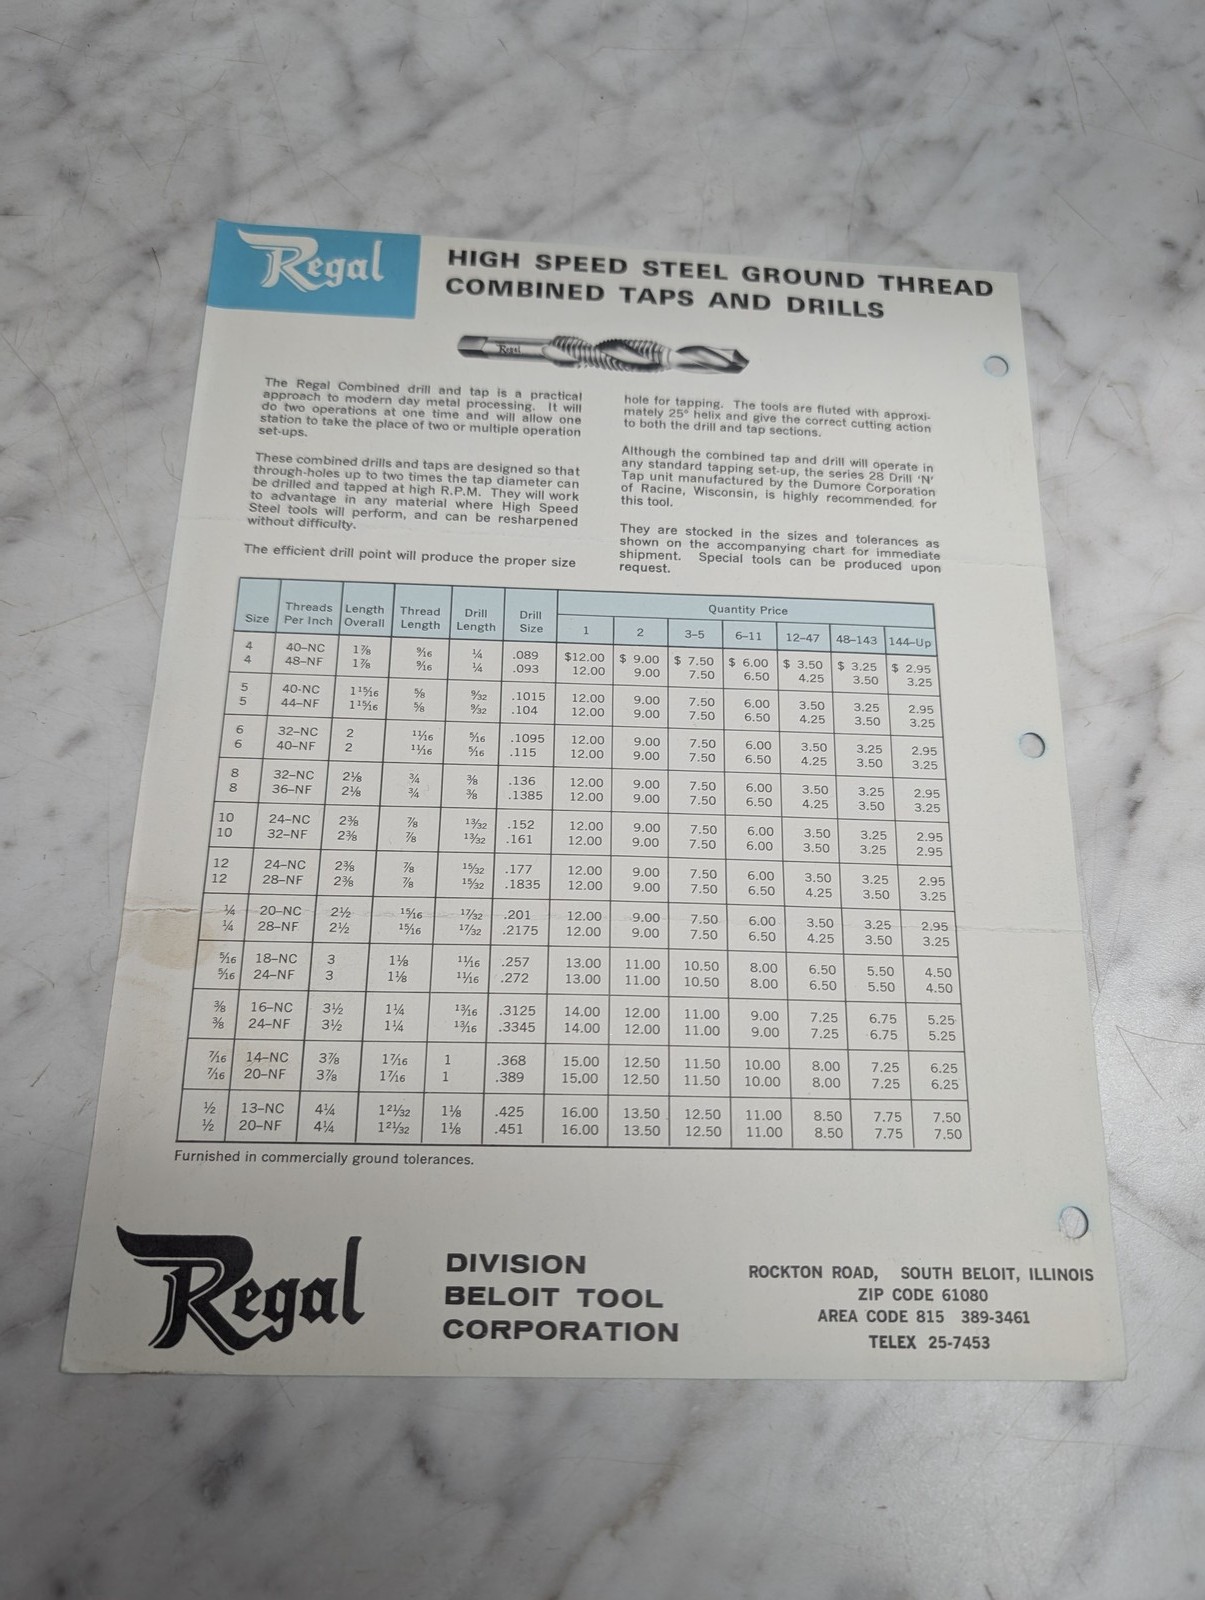 Regal
HIGH SPEED STEEL GROUND THREAD
COMBINED TAPS AND DRILLS
Regal
The Regal Combined drill and tap is a practical
approach to modern day metal processing. It will
do two operations at one time and will allow one
station to take the place of two or multiple operation
set-ups.
These combined drills and taps are designed so that
through-holes up to two times the tap diameter can
be drilled and tapped at high R.P.M. They will work
to advantage in any material where High Speed
Steel tools will perform, and can be resharpened
without difficulty.
The efficient drill point will produce the proper size
hole for tapping. The tools are fluted with approxi-
mately 25° helix and give the correct cutting action
to both the drill and tap sections.
Although the combined tap and drill will operate in
any standard tapping set-up, the series 28 Drill 'N'
Tap unit manufactured by the Dumore Corporation
of Racine, Wisconsin, is highly recommended for
this tool.
They are stocked in the sizes and tolerances as
shown on the accompanying chart for immediate
shipment. Special tools can be produced upon
request.
Size Threads Per Inch Length Overall Thread Length Drill Length Drill Size Quantity Price
1 2 3–5 6–11 12–47 48–143 144–Up
4 40–NC 1⅞ 9/16 ¼ .089 $12.00 $ 9.00 $ 7.50 $ 6.00 $ 3.50 $ 3.25 $ 2.95
4 48–NF 1⅞ 9/16 ¼ .093 12.00 9.00 7.50 6.50 4.25 3.50 3.25
5 40-NC 1 15/16 ⅝ 9/32 .1015 12.00 9.00 7.50 6.00 3.50 3.25 2.95
5 44–NF 1 15/16 ⅝ 9/32 .104 12.00 9.00 7.50 6.50 4.25 3.50 3.25
6 32–NC 2 11/16 5/16 .1095 12.00 9.00 7.50 6.00 3.50 3.25 2.95
6 40–NF 2 11/16 5/16 .115 12.00 9.00 7.50 6.50 4.25 3.50 3.25
8 32–NC 2⅛ ¾ ⅜ .136 12.00 9.00 7.50 6.00 3.50 3.25 2.95
8 36–NF 2⅛ ¾ ⅜ .1385 12.00 9.00 7.50 6.50 4.25 3.50 3.25
10 24–NC 2⅜ ⅞ 13/32 .152 12.00 9.00 7.50 6.00 3.50 3.25 2.95
10 32–NF 2⅜ ⅞ 13/32 .161 12.00 9.00 7.50 6.00 3.50 3.25 2.95
12 24–NC 2⅜ ⅞ 15/32 .177 12.00 9.00 7.50 6.00 3.50 3.25 2.95
12 28–NF 2⅜ ⅞ 15/32 .1835 12.00 9.00 7.50 6.50 4.25 3.50 3.25
¼ 20–NC 2½ 15/16 17/32 .201 12.00 9.00 7.50 6.00 3.50 3.25 2.95
¼ 28–NF 2½ 15/16 17/32 .2175 12.00 9.00 7.50 6.50 4.25 3.50 3.25
5/16 18–NC 3 1⅛ 11/16 .257 13.00 11.00 10.50 8.00 6.50 5.50 4.50
5/16 24–NF 3 1⅛ 11/16 .272 13.00 11.00 10.50 8.00 6.50 5.50 4.50
⅜ 16–NC 3½ 1¼ 13/16 .3125 14.00 12.00 11.00 9.00 7.25 6.75 5.25
⅜ 24–NF 3½ 1¼ 13/16 .3345 14.00 12.00 11.00 9.00 7.25 6.75 5.25
7/16 14–NC 3⅞ 1 7/16 1 .368 15.00 12.50 11.50 10.00 8.00 7.25 6.25
7/16 20–NF 3⅞ 1 7/16 1 .389 15.00 12.50 11.50 10.00 8.00 7.25 6.25
½ 13–NC 4¼ 1 21/32 1⅛ .425 16.00 13.50 12.50 11.00 8.50 7.75 7.50
½ 20–NF 4¼ 1 21/32 1⅛ .451 16.00 13.50 12.50 11.00 8.50 7.75 7.50
Furnished in commercially ground tolerances.
Regal
DIVISION
BELOIT TOOL
CORPORATION
ROCKTON ROAD, SOUTH BELOIT, ILLINOIS
ZIP CODE 61080
AREA CODE 815 389-3461
TELEX 25-7453